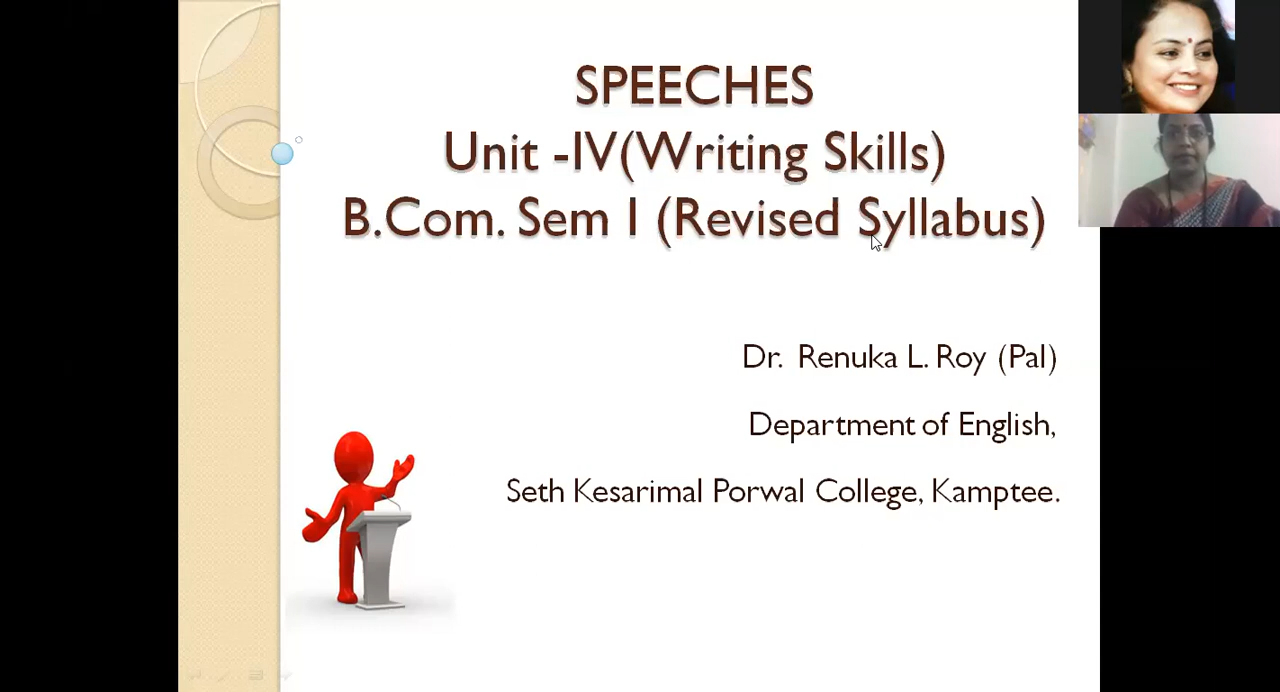 SPEECHES
Unit -IV(Writing Skills)
B.Com. Sem I (Revised Syllabus)
Dr. Renuka L. Roy (Pal)
Department of English,
Seth Kesarimal Porwal College, Kamptee.